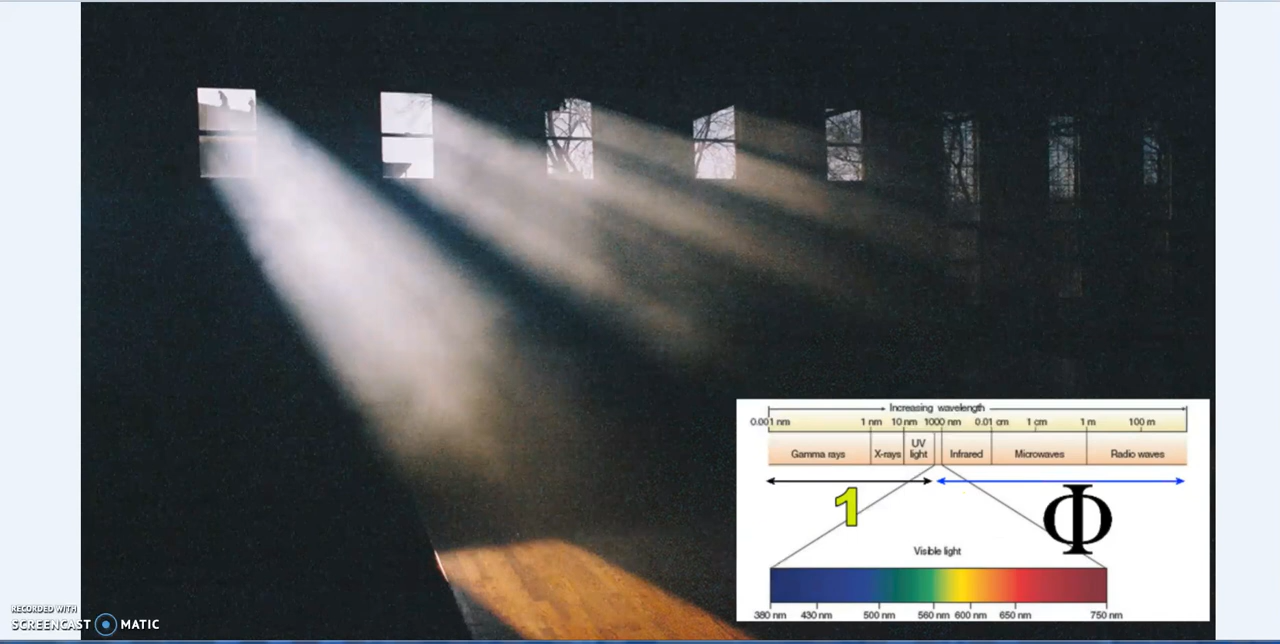 Increasing wavelength
0.001 nm 1 nm 10 nm 1000 nm 0.01 cm 1 cm 1 m 100 m
Gamma rays X-rays UV light Infrared Microwaves Radio waves
1 Φ
Visible light
380 nm 430 nm 500 nm 560 nm 600 nm 650 nm 750 nm
RECORDED WITH
SCREENCAST MATIC